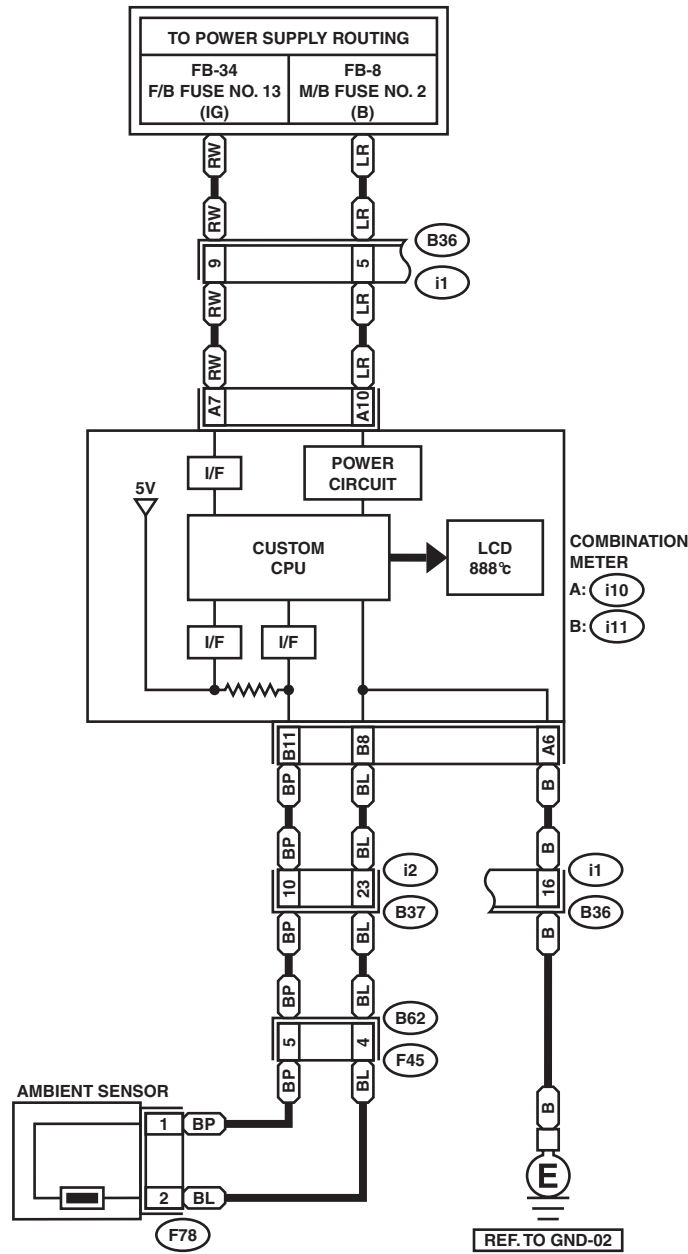 TO POWER SUPPLY ROUTING
FB-34
F/B FUSE NO. 13
(IG)
FB-8
M/B FUSE NO. 2
(B)
RW
LR
RW
LR
B36
9
5
i1
RW
LR
RW
LR
A7
A10
I/F
POWER
CIRCUIT
5V
CUSTOM
CPU
LCD
888°c
COMBINATION
METER
A: i10
B: i11
I/F
I/F
B11
B8
A6
BP
BL
B
BP
BL
B
10
23
i2
16
i1
B37
B36
BP
BL
B
BP
BL
B62
5
4
F45
BP
BL
B
AMBIENT SENSOR
1
BP
2
BL
F78
E
REF. TO GND-02